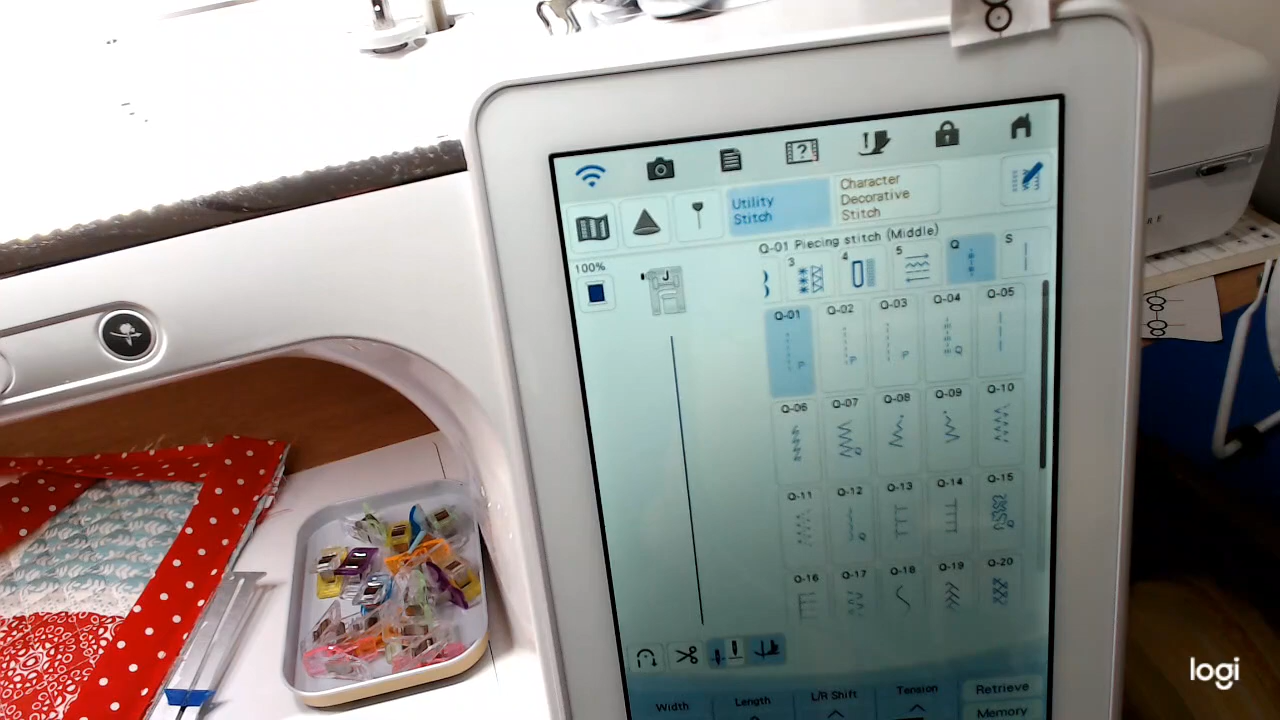 Utility
Stitch
Character
Decorative
Stitch
Q-01 Piecing stitch (Middle)
100%
J
3
4
5
Q
S
Q-01
Q-02
Q-03
Q-04
Q-05
P
P
P
Q
Q-06
Q-07
Q-08
Q-09
Q-10
Q-11
Q-12
Q-13
Q-14
Q-15
Q-16
Q-17
Q-18
Q-19
Q-20
Width
Length
L/R Shift
Tension
Retrieve
Memory
logi